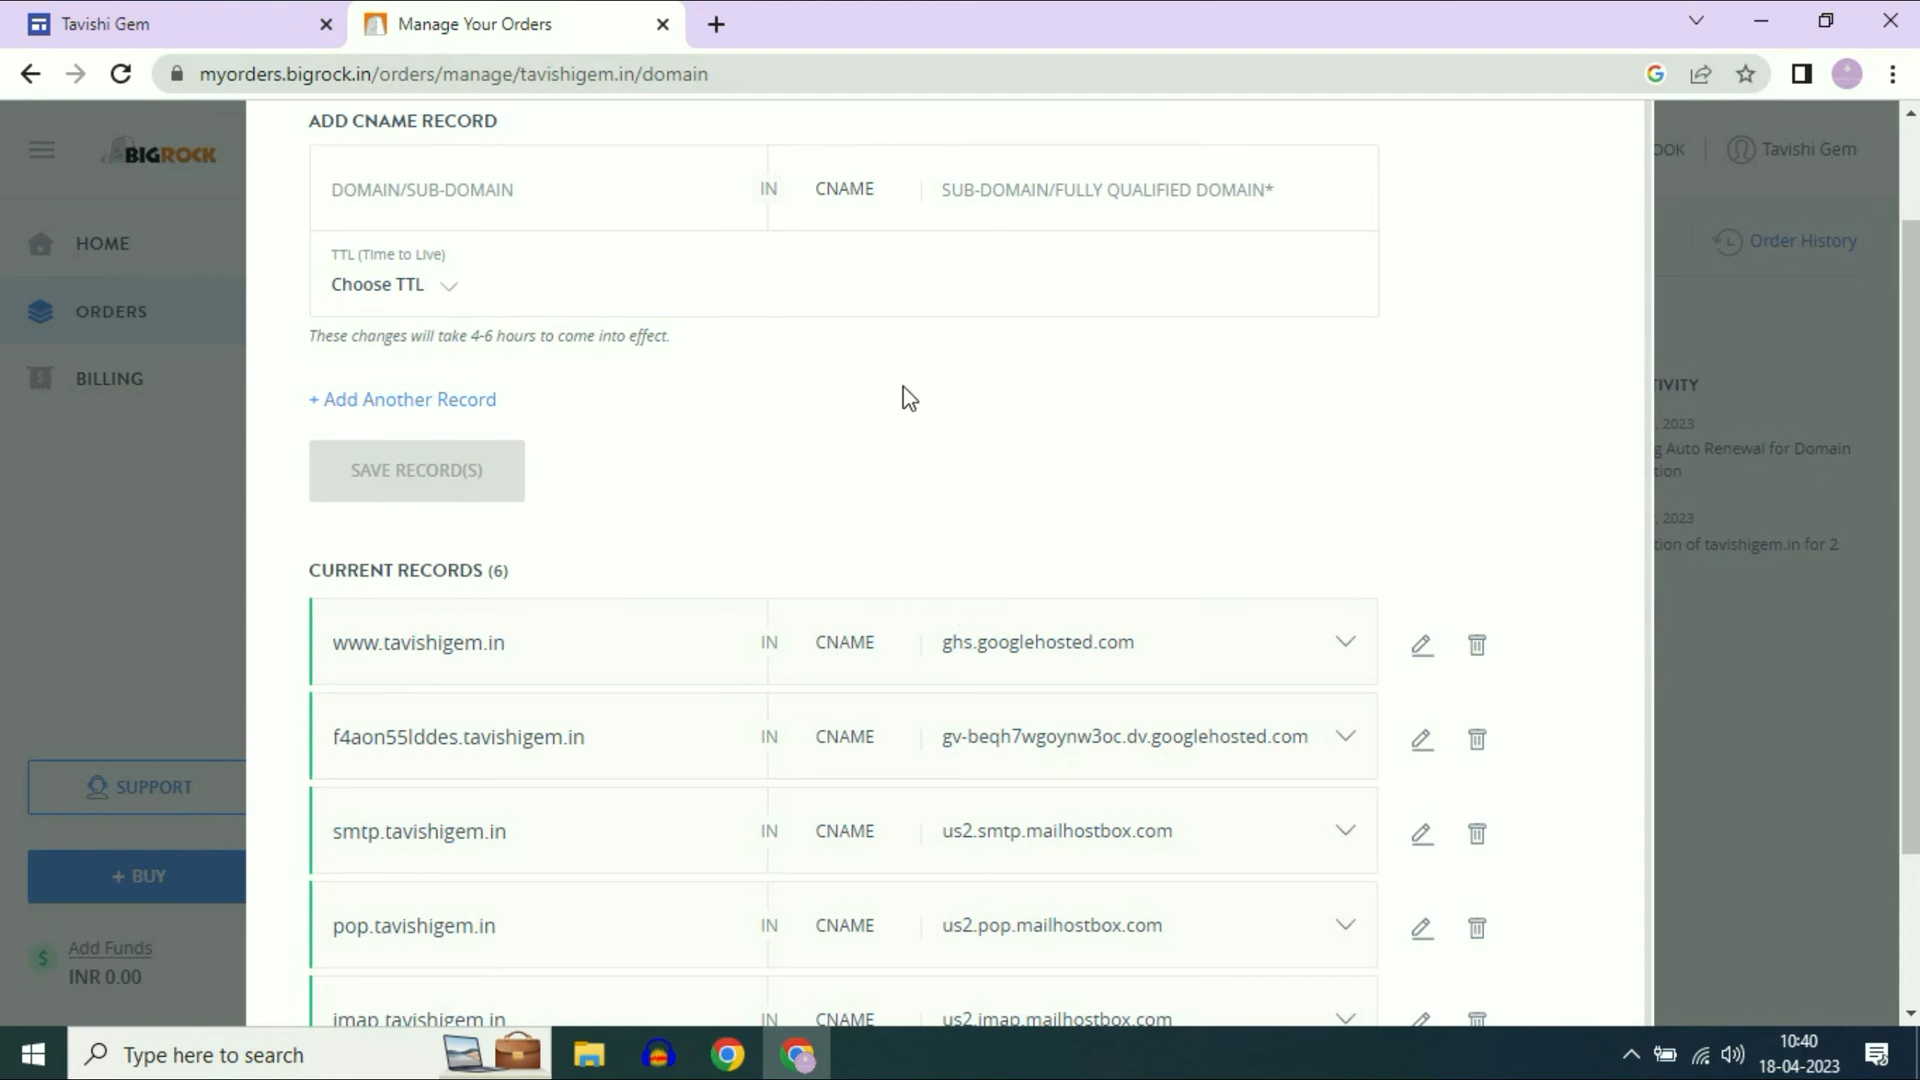 Tavishi Gem
Manage Your Orders
myorders.bigrock.in/orders/manage/tavishigem.in/domain
BIGROCK
HOME
ORDERS
BILLING
SUPPORT
+ BUY
Add Funds
INR 0.00
ADD CNAME RECORD
DOMAIN/SUB-DOMAIN IN CNAME SUB-DOMAIN/FULLY QUALIFIED DOMAIN*
TTL (Time to Live)
Choose TTL
These changes will take 4-6 hours to come into effect.
+ Add Another Record
SAVE RECORD(S)
CURRENT RECORDS (6)
www.tavishigem.in IN CNAME ghs.googlehosted.com
f4aon55lddes.tavishigem.in IN CNAME gv-beqh7wgoynw3oc.dv.googlehosted.com
smtp.tavishigem.in IN CNAME us2.smtp.mailhostbox.com
pop.tavishigem.in IN CNAME us2.pop.mailhostbox.com
imap.tavishigem.in IN CNAME us2.imap.mailhostbox.com
OOK
Tavishi Gem
Order History
TIVITY
, 2023
g Auto Renewal for Domain
tion
, 2023
tion of tavishigem.in for 2
Type here to search
10:40
18-04-2023